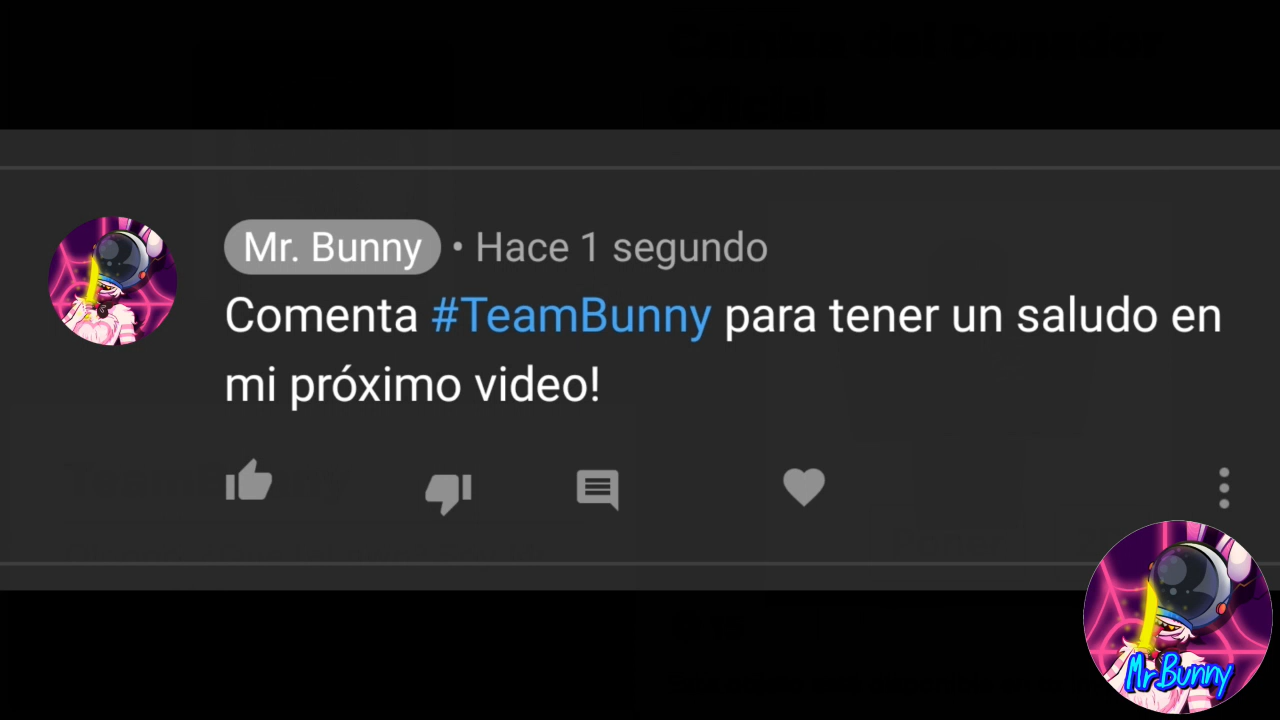 Mr. Bunny • Hace 1 segundo
Comenta #TeamBunny para tener un saludo en
mi próximo video!
MrBunny